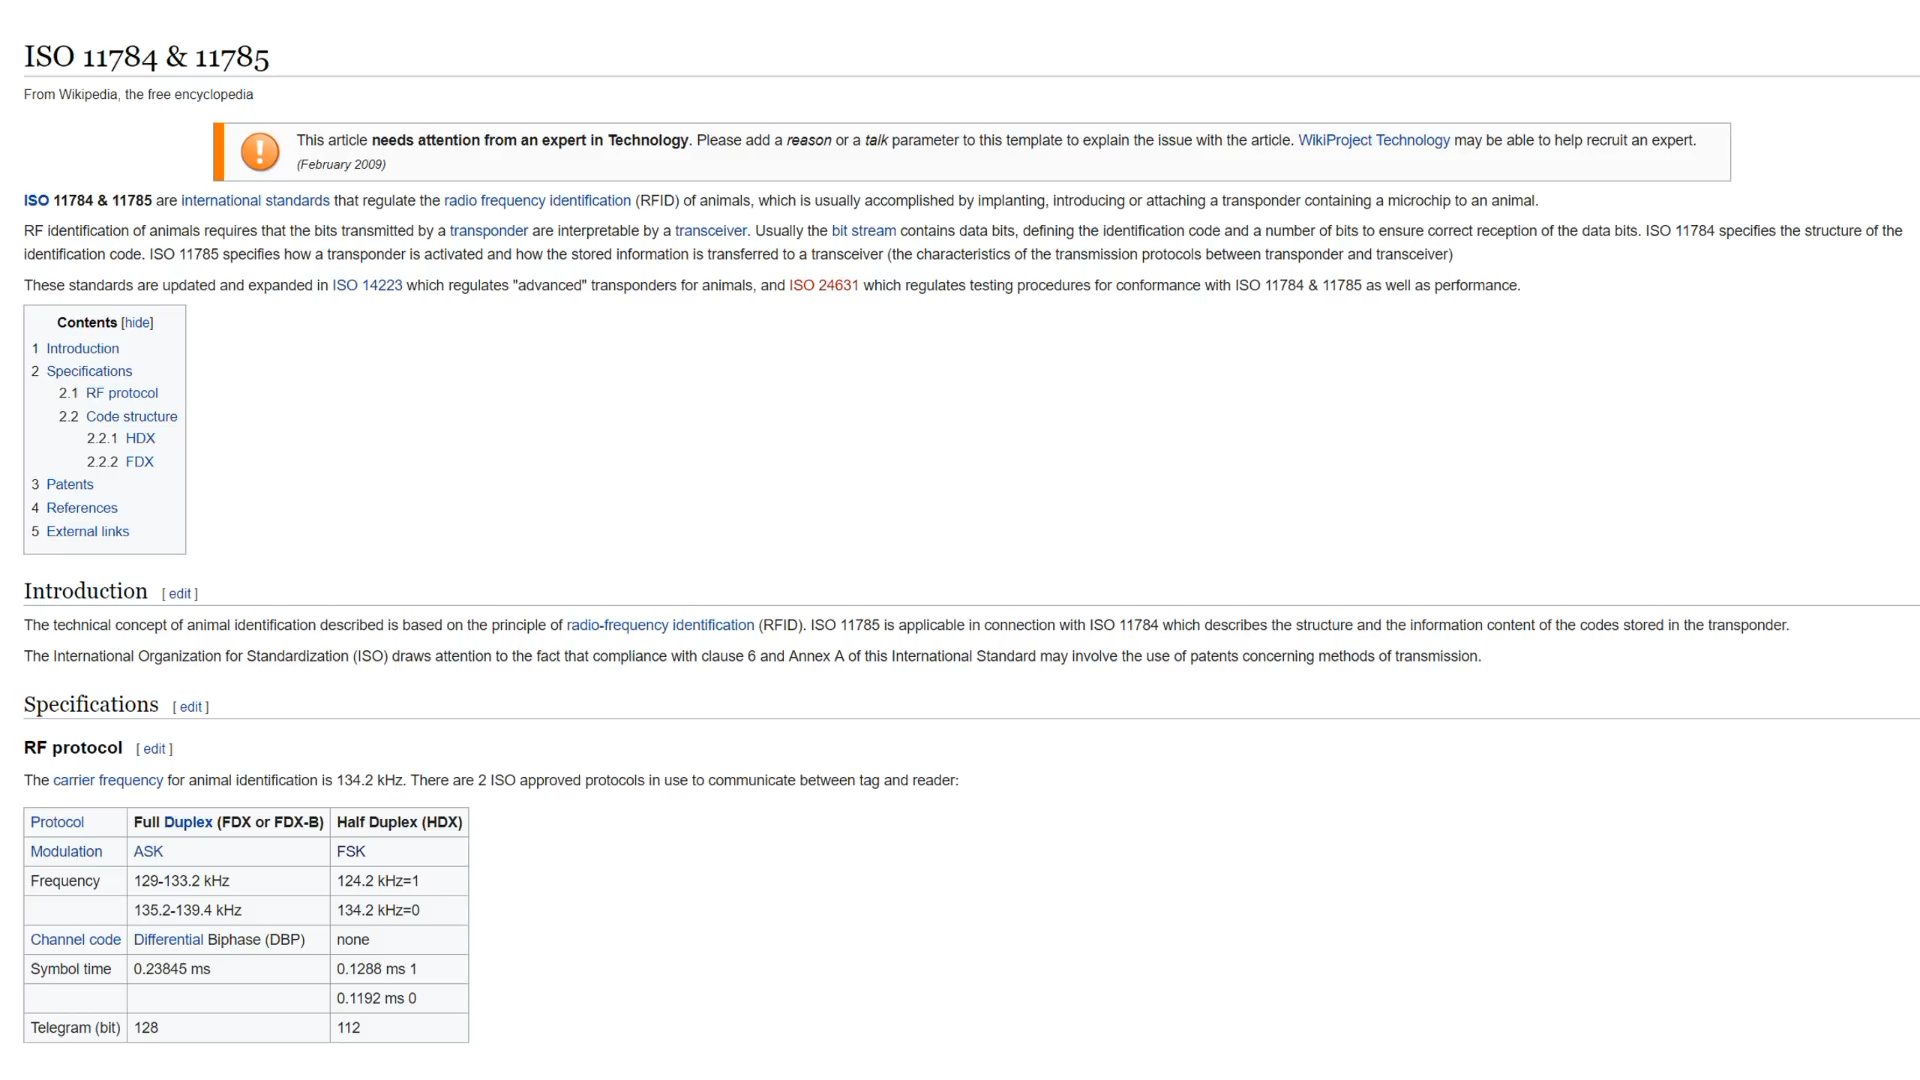 ISO 11784 & 11785
From Wikipedia, the free encyclopedia
This article needs attention from an expert in Technology. Please add a reason or a talk parameter to this template to explain the issue with the article. WikiProject Technology may be able to help recruit an expert.
(February 2009)
ISO 11784 & 11785 are international standards that regulate the radio frequency identification (RFID) of animals, which is usually accomplished by implanting, introducing or attaching a transponder containing a microchip to an animal.
RF identification of animals requires that the bits transmitted by a transponder are interpretable by a transceiver. Usually the bit stream contains data bits, defining the identification code and a number of bits to ensure correct reception of the data bits. ISO 11784 specifies the structure of the
identification code. ISO 11785 specifies how a transponder is activated and how the stored information is transferred to a transceiver (the characteristics of the transmission protocols between transponder and transceiver)
These standards are updated and expanded in ISO 14223 which regulates "advanced" transponders for animals, and ISO 24631 which regulates testing procedures for conformance with ISO 11784 & 11785 as well as performance.
Contents [hide]
1 Introduction
2 Specifications
2.1 RF protocol
2.2 Code structure
2.2.1 HDX
2.2.2 FDX
3 Patents
4 References
5 External links
Introduction [ edit ]
The technical concept of animal identification described is based on the principle of radio-frequency identification (RFID). ISO 11785 is applicable in connection with ISO 11784 which describes the structure and the information content of the codes stored in the transponder.
The International Organization for Standardization (ISO) draws attention to the fact that compliance with clause 6 and Annex A of this International Standard may involve the use of patents concerning methods of transmission.
Specifications [ edit ]
RF protocol [ edit ]
The carrier frequency for animal identification is 134.2 kHz. There are 2 ISO approved protocols in use to communicate between tag and reader:
Protocol Full Duplex (FDX or FDX-B) Half Duplex (HDX)
Modulation ASK FSK
Frequency 129-133.2 kHz 124.2 kHz=1
135.2-139.4 kHz 134.2 kHz=0
Channel code Differential Biphase (DBP) none
Symbol time 0.23845 ms 0.1288 ms 1
0.1192 ms 0
Telegram (bit) 128 112